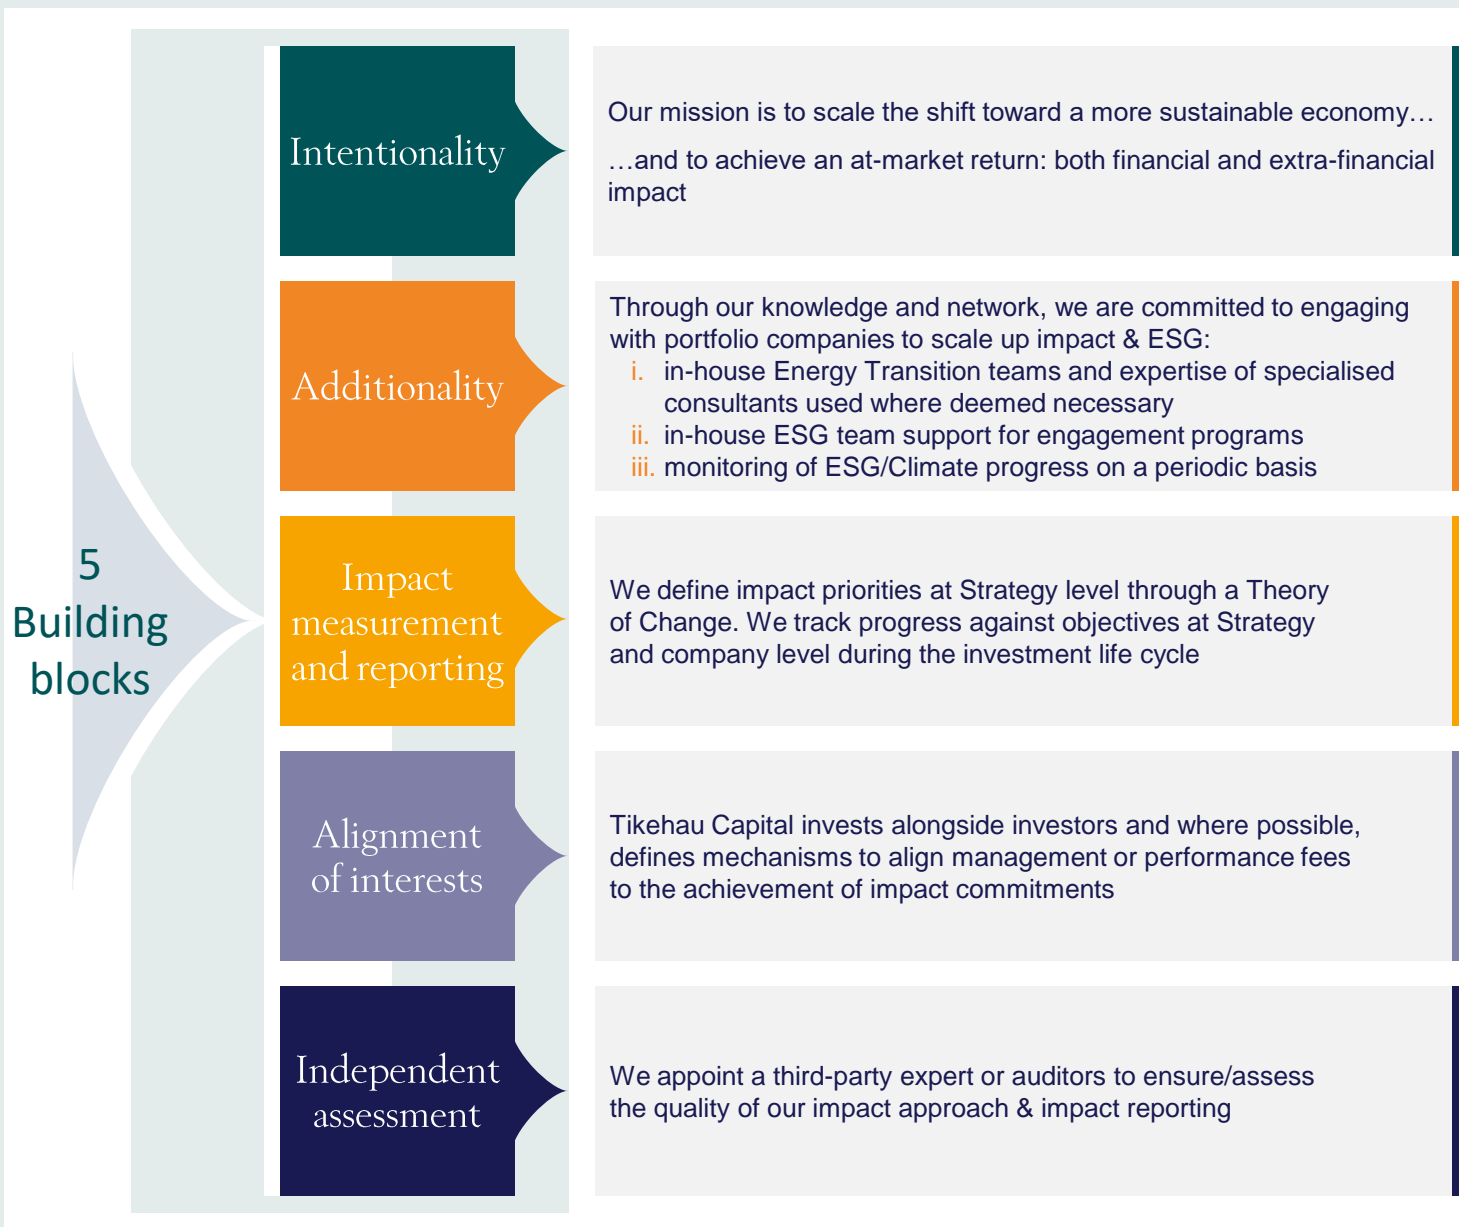 5
Building
blocks
Intentionality
Our mission is to scale the shift toward a more sustainable economy…
…and to achieve an at-market return: both financial and extra-financial
impact
Additionality
Through our knowledge and network, we are committed to engaging
with portfolio companies to scale up impact & ESG:
i. in-house Energy Transition teams and expertise of specialised
consultants used where deemed necessary
ii. in-house ESG team support for engagement programs
iii. monitoring of ESG/Climate progress on a periodic basis
Impact
measurement
and reporting
We define impact priorities at Strategy level through a Theory
of Change. We track progress against objectives at Strategy
and company level during the investment life cycle
Alignment
of interests
Tikehau Capital invests alongside investors and where possible,
defines mechanisms to align management or performance fees
to the achievement of impact commitments
Independent
assessment
We appoint a third-party expert or auditors to ensure/assess
the quality of our impact approach & impact reporting